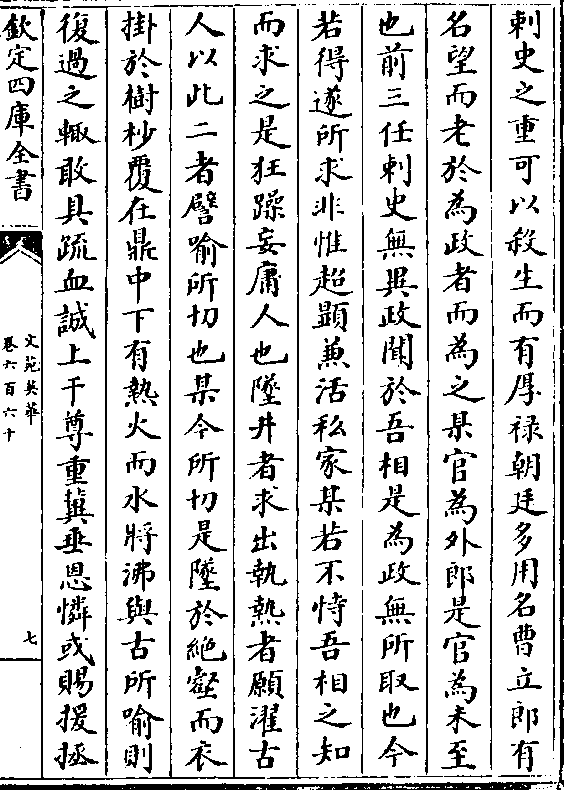 刺史之重可以殺生而有厚禄朝廷多用名曹立郎有
名望而老於為政者而為之某官為外郎是官為未至
也前三任刺史無異政聞於吾相是為政無所取也今
若得遂所求非惟超顯兼活私家某若不恃吾相之知
而求之是狂躁妄庸人也墜井者求出執熱者願濯古
人以此二者譬喻所切也某今所切是墜於絶壑而衣
掛於樹杪覆在鼎中下有熱火而水將沸與古所喻則
復過之輙敢具疏血誠上干尊重冀垂恩憐或賜援拯
欽定四庫全書
文苑英華
卷六百六十
七